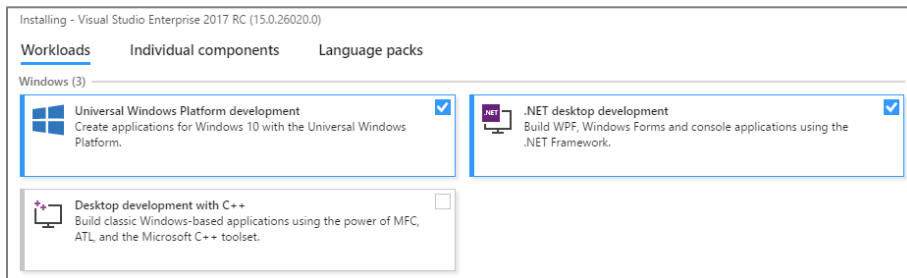 Installing - Visual Studio Enterprise 2017 RC (15.0.26020.0)
Workloads Individual components Language packs
Windows (3)
Universal Windows Platform development
Create applications for Windows 10 with the Universal Windows
Platform.
.NET
.NET desktop development
Build WPF, Windows Forms and console applications using the
.NET Framework.
Desktop development with C++
Build classic Windows-based applications using the power of MFC,
ATL, and the Microsoft C++ toolset.